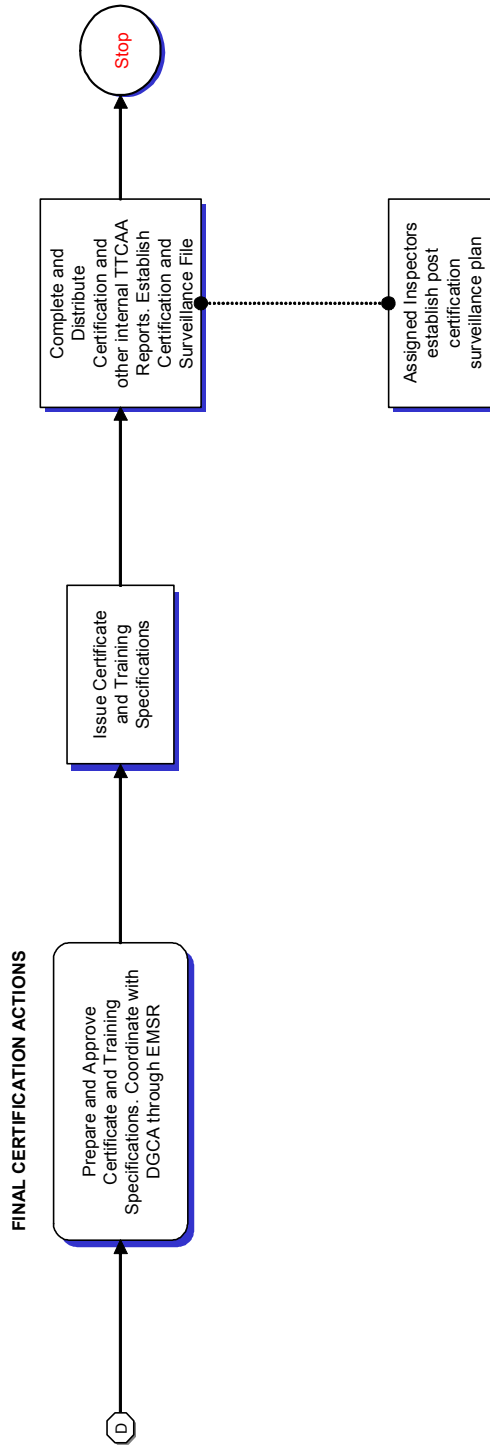 FINAL CERTIFICATION ACTIONS
D
Prepare and Approve
Certificate and Training
Specifications. Coordinate with
DGCA through EMSR
Issue Certificate
and Training
Specifications
Complete and
Distribute
Certification and
other internal TTCAA
Reports. Establish
Certification and
Surveillance File
Stop
Assigned Inspectors
establish post
certification
surveillance plan